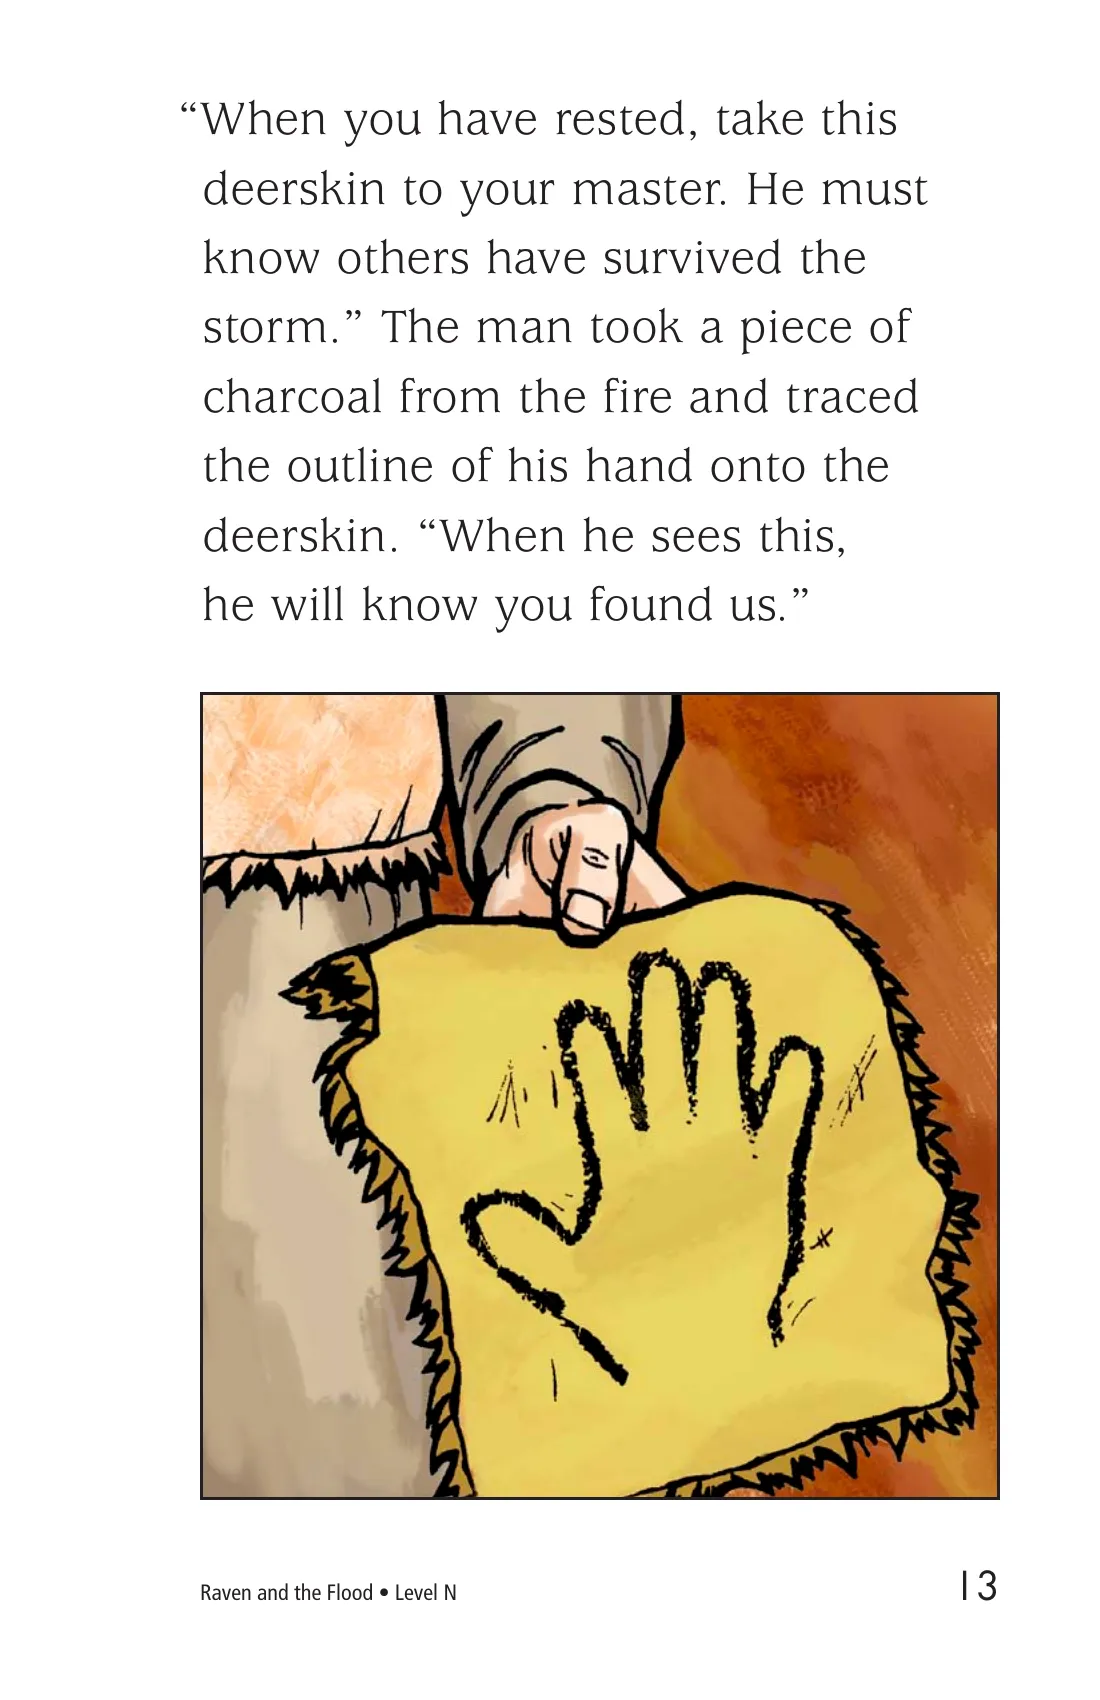 “When you have rested, take this
deerskin to your master. He must
know others have survived the
storm.” The man took a piece of
charcoal from the fire and traced
the outline of his hand onto the
deerskin. “When he sees this,
he will know you found us.”
Raven and the Flood • Level N
13